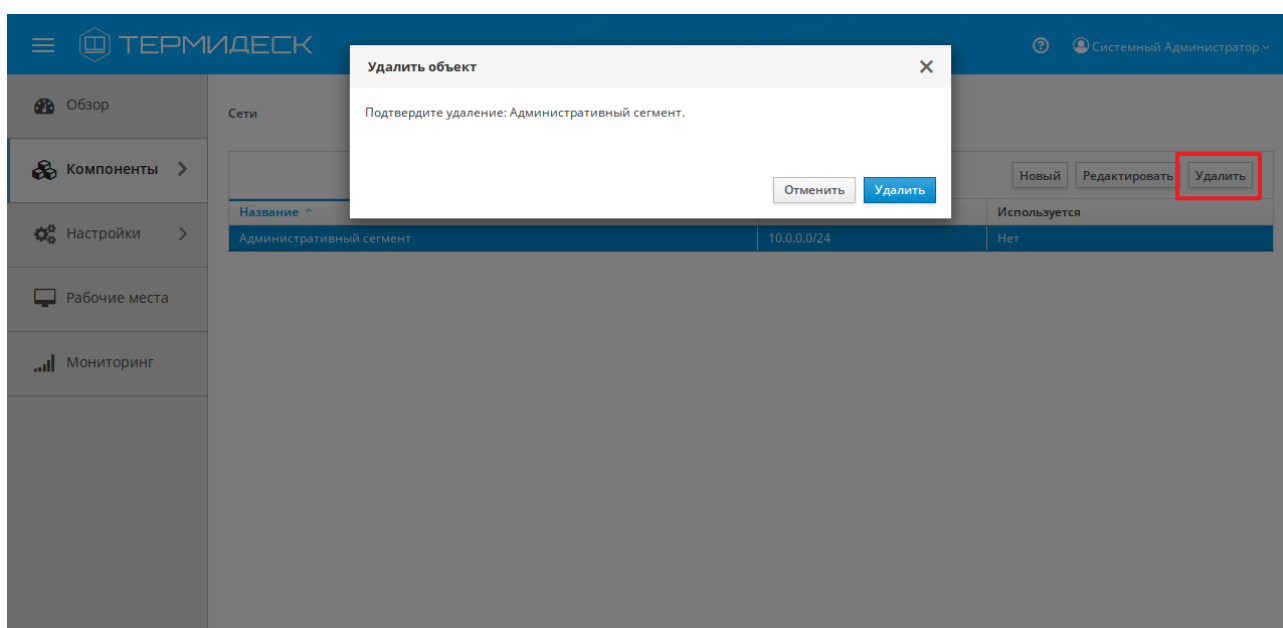 ТЕРМИДЕСК
Системный Администратор
Удалить объект
Подтвердите удаление: Административный сегмент.
Отменить
Удалить
Обзор
Компоненты
Настройки
Рабочие места
Мониторинг
Сети
Новый
Редактировать
Удалить
Название
Используется
Административный сегмент
10.0.0.0/24
Нет